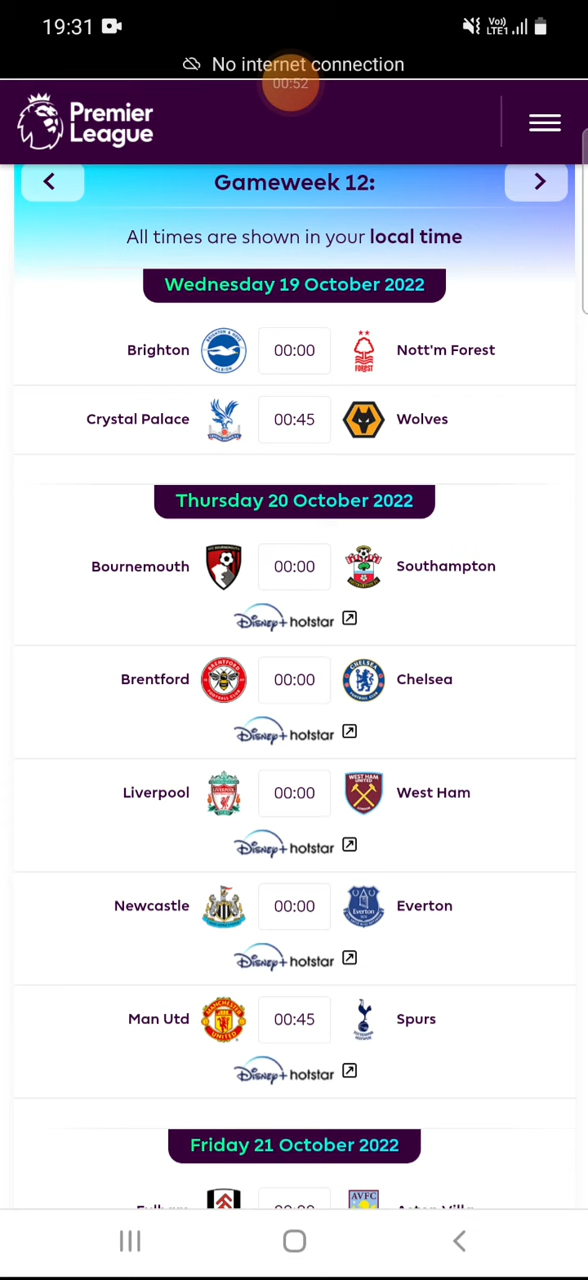 19:31
Vo)) LTE1
No internet connection
00:52
Premier League
Gameweek 12:
All times are shown in your local time
Wednesday 19 October 2022
Brighton 00:00 Nott'm Forest
Crystal Palace 00:45 Wolves
Thursday 20 October 2022
Bournemouth 00:00 Southampton
Disney+ hotstar
Brentford 00:00 Chelsea
Disney+ hotstar
Liverpool 00:00 West Ham
Disney+ hotstar
Newcastle 00:00 Everton
Disney+ hotstar
Man Utd 00:45 Spurs
Disney+ hotstar
Friday 21 October 2022
AVFC